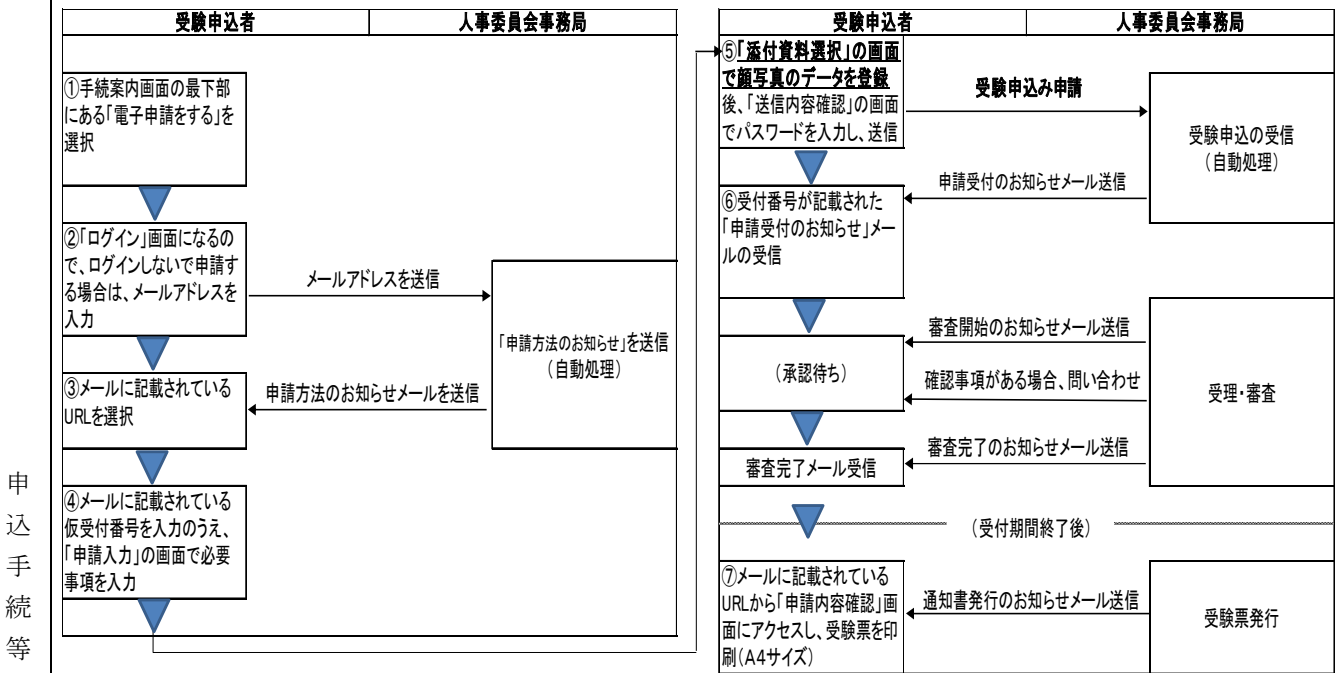 申込手続等
受験申込者
人事委員会事務局
①手続案内画面の最下部
にある「電子申請をする」を
選択
②「ログイン」画面になるの
で、ログインしないで申請す
る場合は、メールアドレスを
入力
メールアドレスを送信
「申請方法のお知らせ」を送信
(自動処理)
③メールに記載されている
URLを選択
申請方法のお知らせメールを送信
④メールに記載されている
仮受付番号を入力のうえ、
「申請入力」の画面で必要
事項を入力
受験申込者
人事委員会事務局
⑤「添付資料選択」の画面
で顔写真のデータを登録
後、「送信内容確認」の画面
でパスワードを入力し、送信
受験申込み申請
受験申込の受信
(自動処理)
申請受付のお知らせメール送信
⑥受付番号が記載された
「申請受付のお知らせ」メー
ルの受信
審査開始のお知らせメール送信
(承認待ち)
確認事項がある場合、問い合わせ
受理・審査
審査完了のお知らせメール送信
審査完了メール受信
(受付期間終了後)
⑦メールに記載されている
URLから「申請内容確認」画
面にアクセスし、受験票を印
刷(A4サイズ)
通知書発行のお知らせメール送信
受験票発行